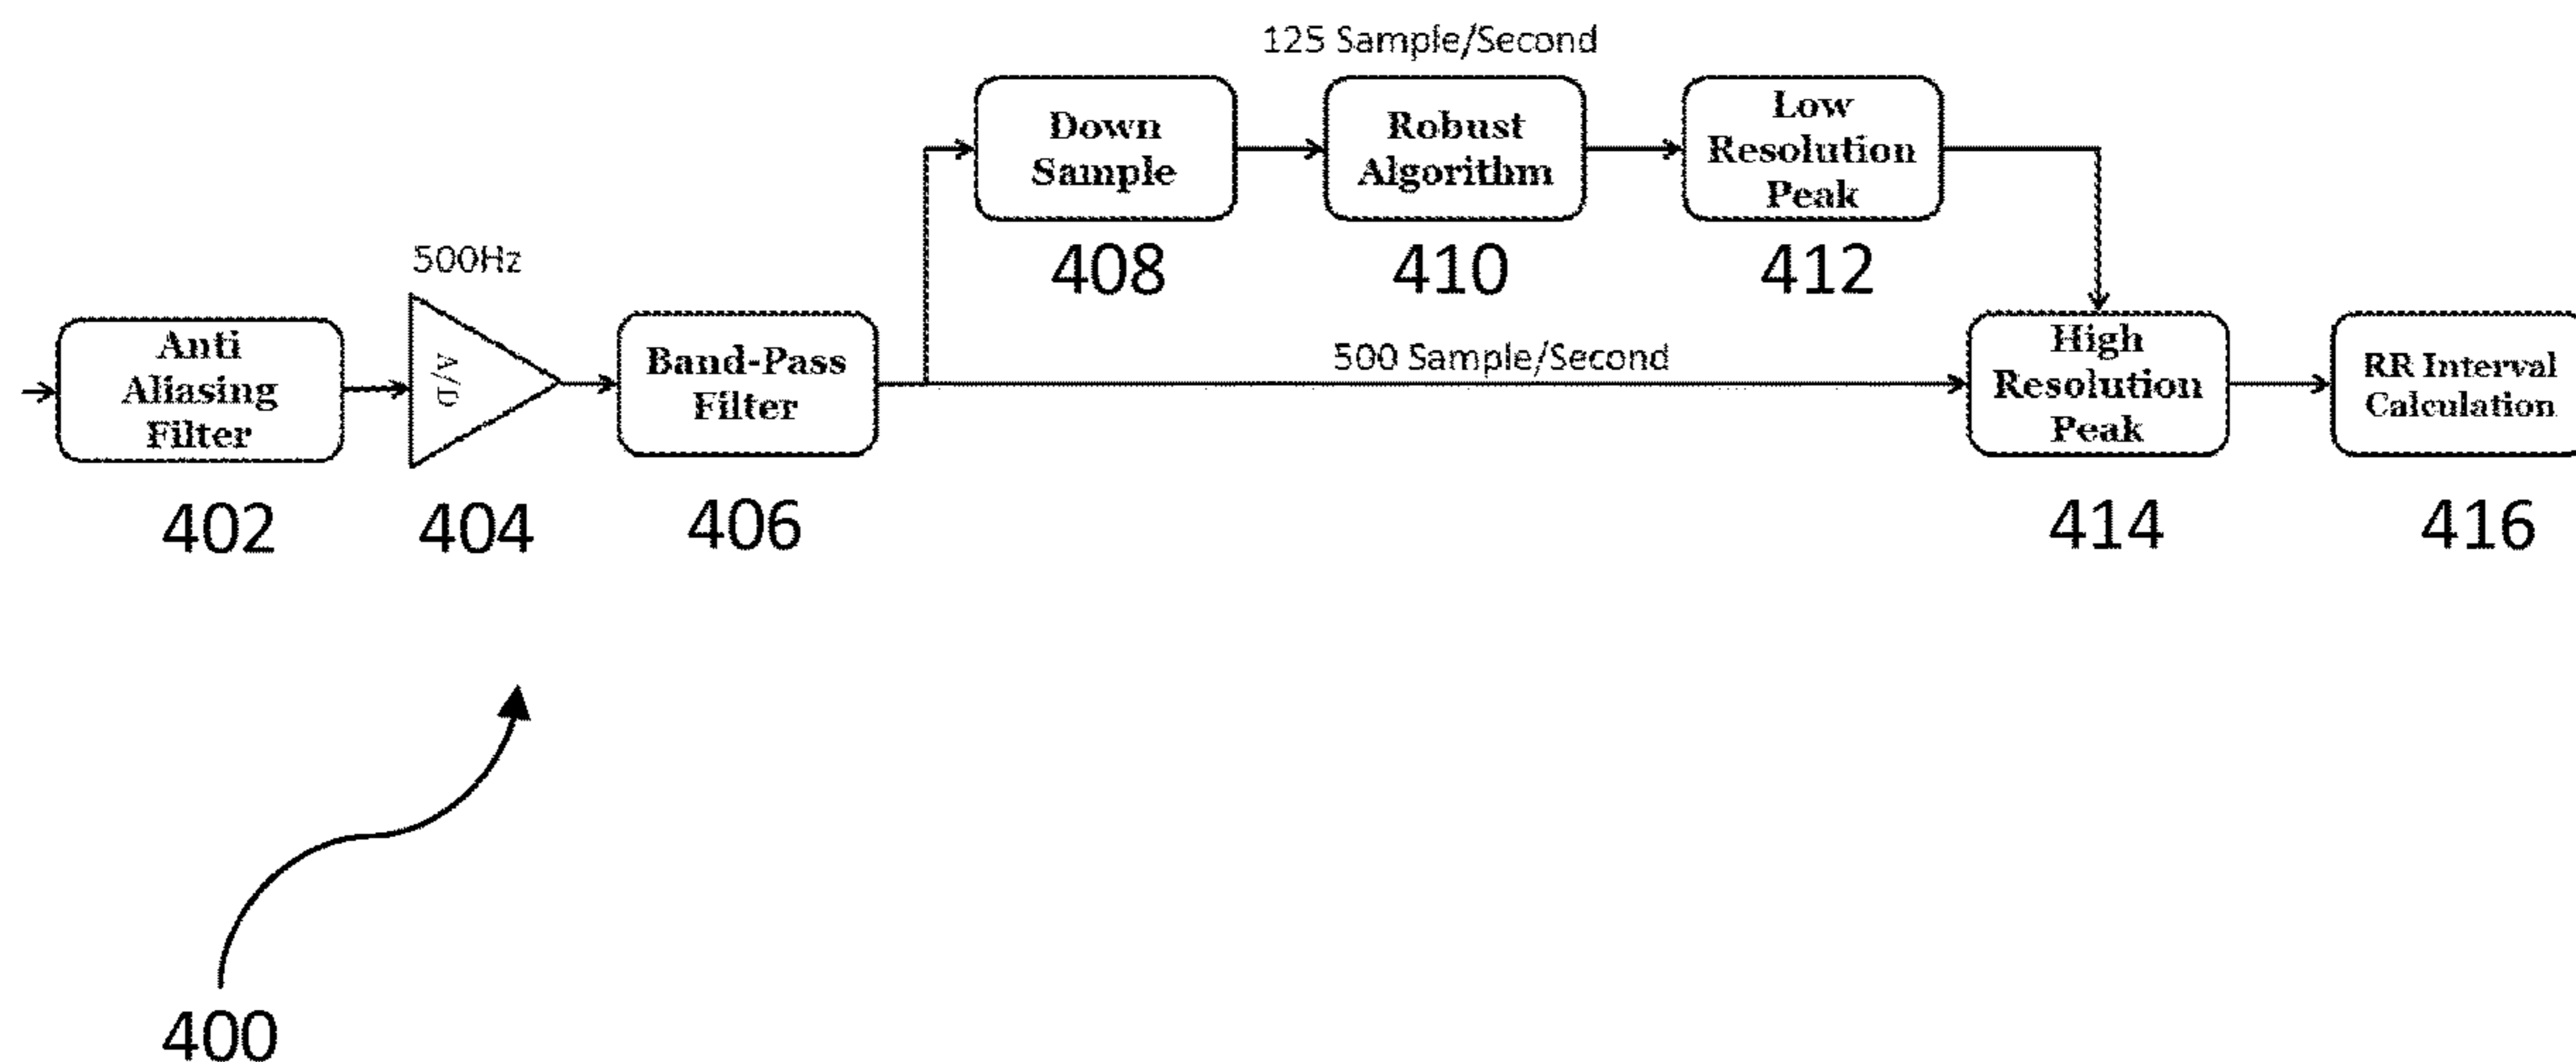 125 Sample/Second
Down
Sample
Robust
Algorithm
Low
Resolution
Peak
408
410
412
500Hz
Anti
Aliasing
Filter
A/D
Band-Pass
Filter
500 Sample/Second
High
Resolution
Peak
RR Interval
Calculation
402
404
406
414
416
400